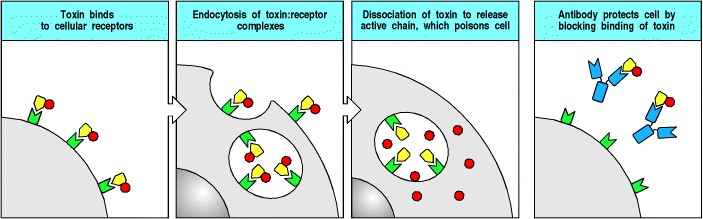 Toxin binds
to cellular receptors
Endocytosis of toxin:receptor
complexes
Dissociation of toxin to release
active chain, which poisons cell
Antibody protects cell by
blocking binding of toxin